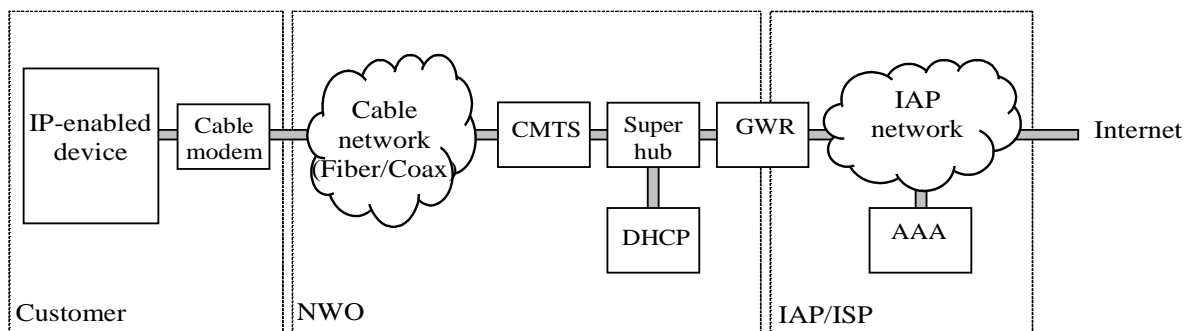 IP-enabled
device
Cable
modem
Cable
network
(Fiber/Coax)
CMTS
Super
hub
GWR
IAP
network
Internet
DHCP
AAA
Customer
NWO
IAP/ISP